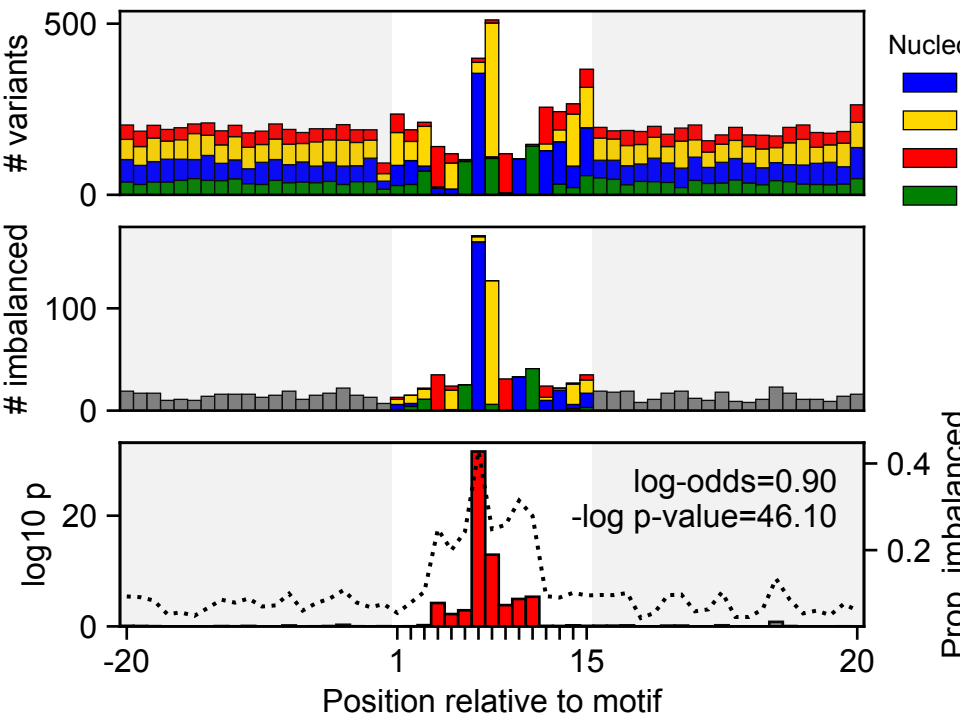 500
0
# variants
Nucleo
100
0
# imbalanced
20
0
log10 p
log-odds=0.90
-log p-value=46.10
0.4
0.2
Prop. imbalanced
-20
1
15
20
Position relative to motif